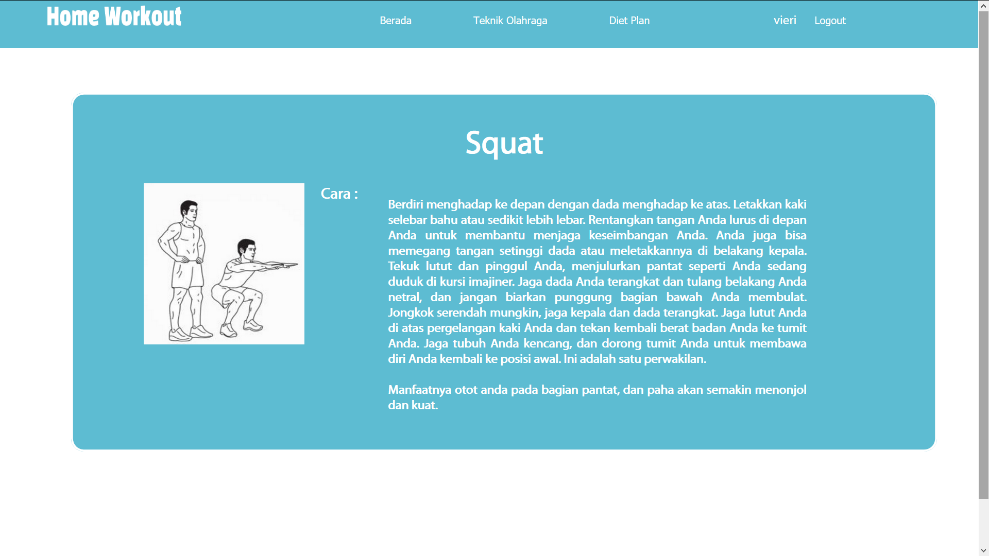 Home Workout
Berada
Teknik Olahraga
Diet Plan
vieri
Logout
Squat
Cara :
Berdiri menghadap ke depan dengan dada menghadap ke atas. Letakkan kaki
selebar bahu atau sedikit lebih lebar. Rentangkan tangan Anda lurus di depan
Anda untuk membantu menjaga keseimbangan Anda. Anda juga bisa
memegang tangan setinggi dada atau meletakkannya di belakang kepala.
Tekuk lutut dan pinggul Anda, menjulurkan pantat seperti Anda sedang
duduk di kursi imajiner. Jaga dada Anda terangkat dan tulang belakang Anda
netral, dan jangan biarkan punggung bagian bawah Anda membulat.
Jongkok serendah mungkin, jaga kepala dan dada terangkat. Jaga lutut Anda
di atas pergelangan kaki Anda dan tekan kembali berat badan Anda ke tumit
Anda. Jaga tubuh Anda kencang, dan dorong tumit Anda untuk membawa
diri Anda kembali ke posisi awal. Ini adalah satu perwakilan.
Manfaatnya otot anda pada bagian pantat, dan paha akan semakin menonjol
dan kuat.